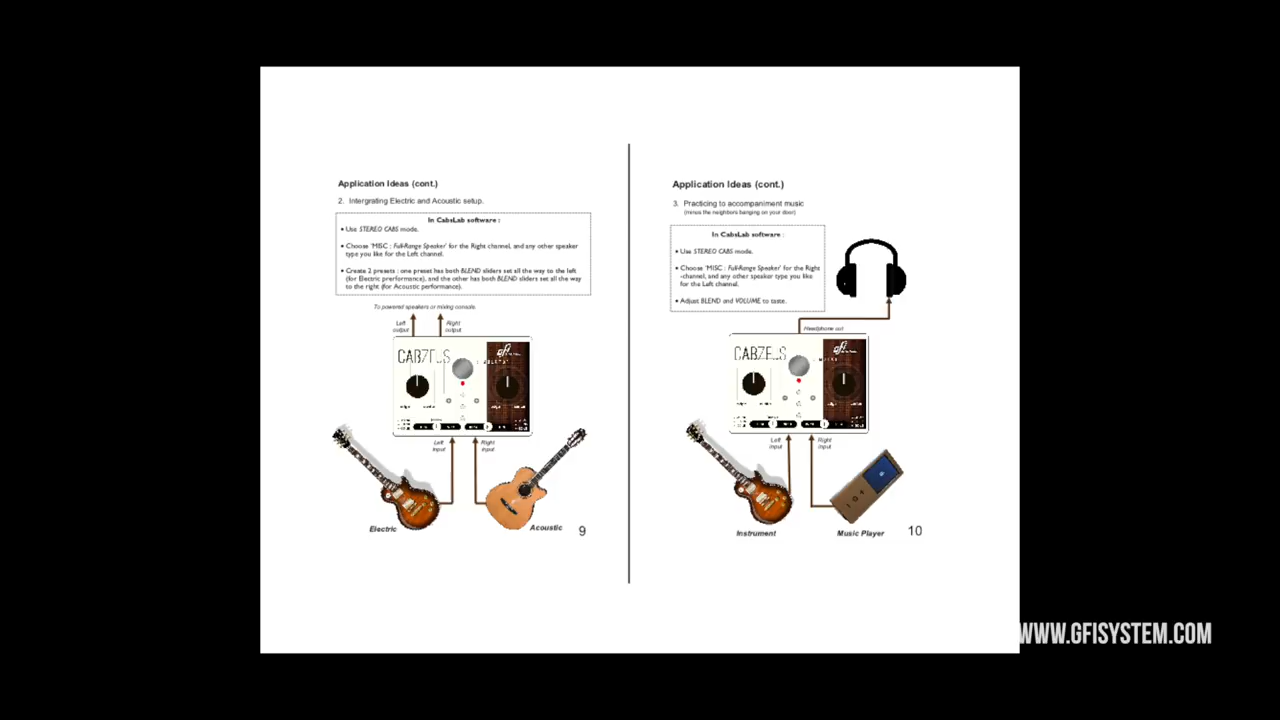 Application Ideas (cont.)
2. Intergrating Electric and Acoustic setup.
In CabsLab software :
• Use STEREO CABS mode.
• Choose 'MISC : Full-Range Speaker' for the Right channel, and any other speaker
type you like for the Left channel.
• Create 2 presets : one preset has both BLEND sliders set all the way to the left
(for Electric prerformance), and the other has both BLEND sliders set all the way
to the right (for Acoustic performance).
To powered speakers or mixing console.
Left
output
Right
output
CABZEUS
gfi
Left
Input
Right
Input
Electric
Acoustic
9
Application Ideas (cont.)
3. Practicing to accompaniment music
(minus the neighbors banging on your door)
In CabsLab software :
• Use STEREO CABS mode.
• Choose 'MISC : Full-Range Speaker' for the Right
-channel, and any other speaker type you like
for the Left channel.
• Adjust BLEND and VOLUME to taste.
Headphone out
CABZEUS
gfi
Left
input
Right
input
Instrument
Music Player
10
WWW.GFISYSTEM.COM